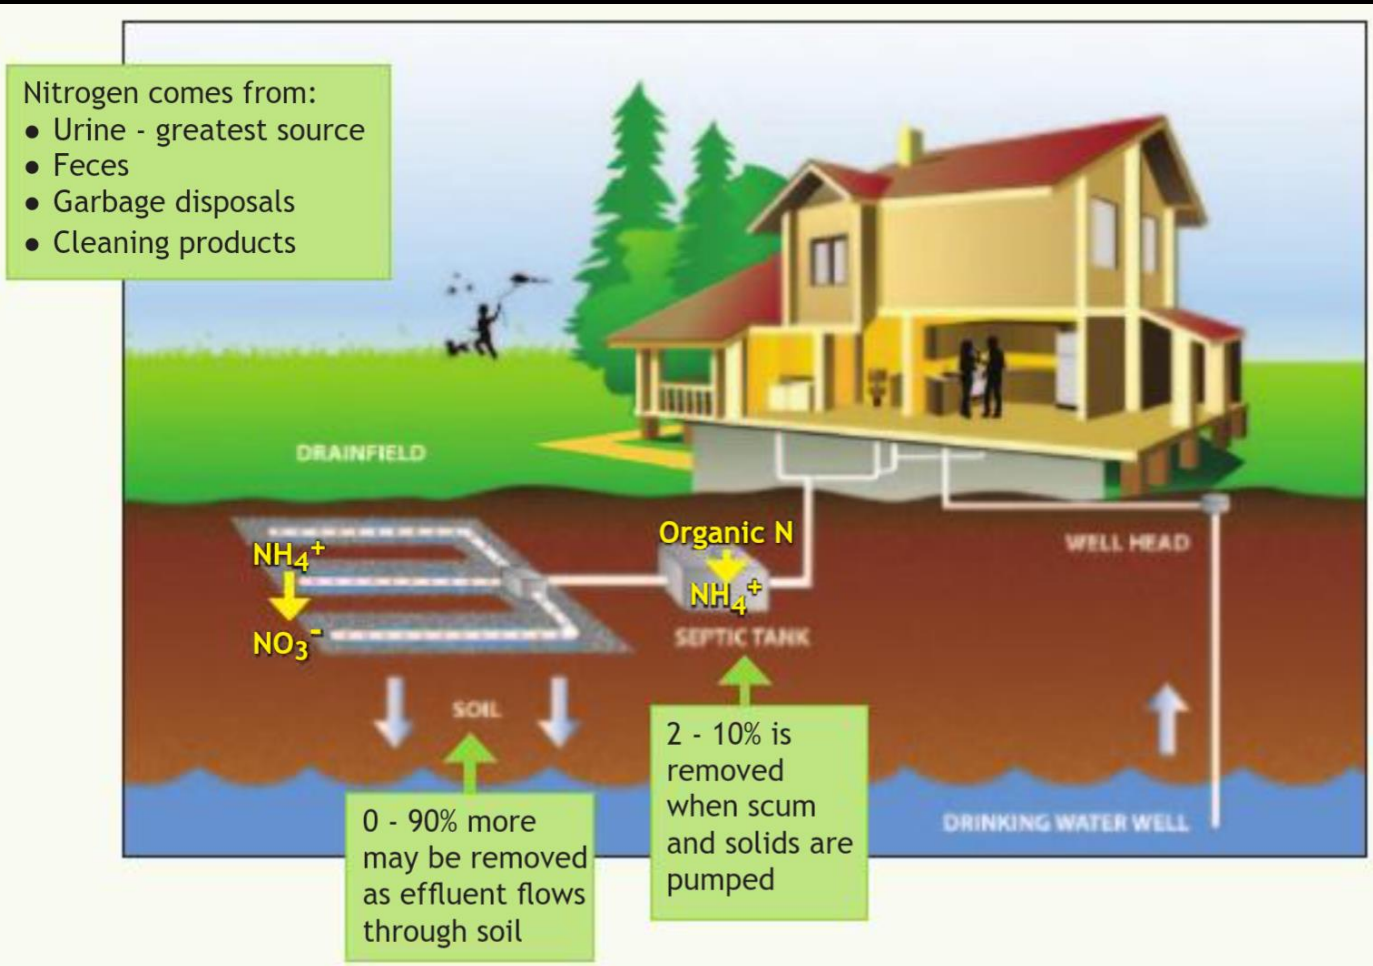 Nitrogen comes from:
● Urine - greatest source
● Feces
● Garbage disposals
● Cleaning products
DRAINFIELD
Organic N
NH₄⁺
SEPTIC TANK
NH₄⁺
NO₃⁻
WELL HEAD
SOIL
2 - 10% is
removed
when scum
and solids are
pumped
0 - 90% more
may be removed
as effluent flows
through soil
DRINKING WATER WELL